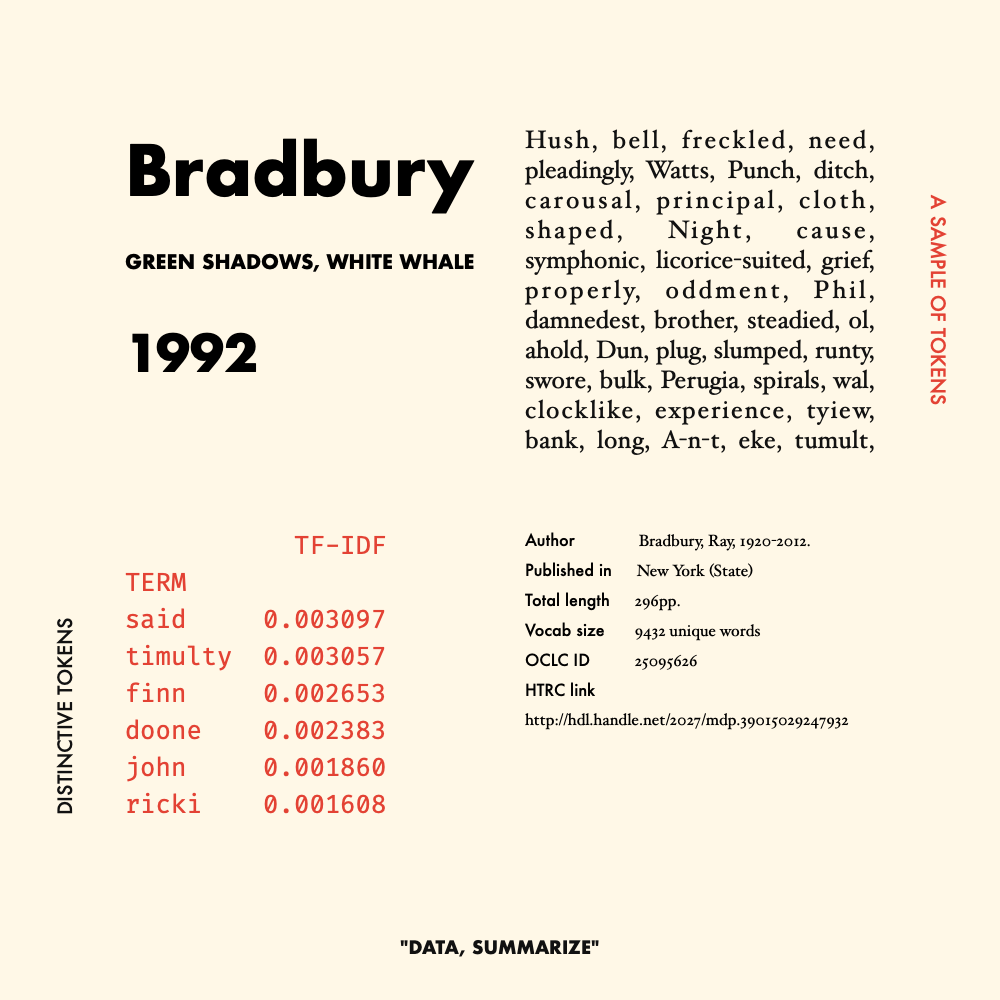 Bradbury
GREEN SHADOWS, WHITE WHALE
1992
Hush, bell, freckled, need,
pleadingly, Watts, Punch, ditch,
carousal, principal, cloth,
shaped, Night, cause,
symphonic, licorice-suited, grief,
properly, oddment, Phil,
damnedest, brother, steadied, ol,
ahold, Dun, plug, slumped, runty,
swore, bulk, Perugia, spirals, wal,
clocklike, experience, tyiew,
bank, long, A-n-t, eke, tumult,
A SAMPLE OF TOKENS
DISTINCTIVE TOKENS
TF-IDF
TERM
said 0.003097
timulty 0.003057
finn 0.002653
doone 0.002383
john 0.001860
ricki 0.001608
Author Bradbury, Ray, 1920-2012.
Published in New York (State)
Total length 296pp.
Vocab size 9432 unique words
OCLC ID 25095626
HTRC link
http://hdl.handle.net/2027/mdp.39015029247932
"DATA, SUMMARIZE"